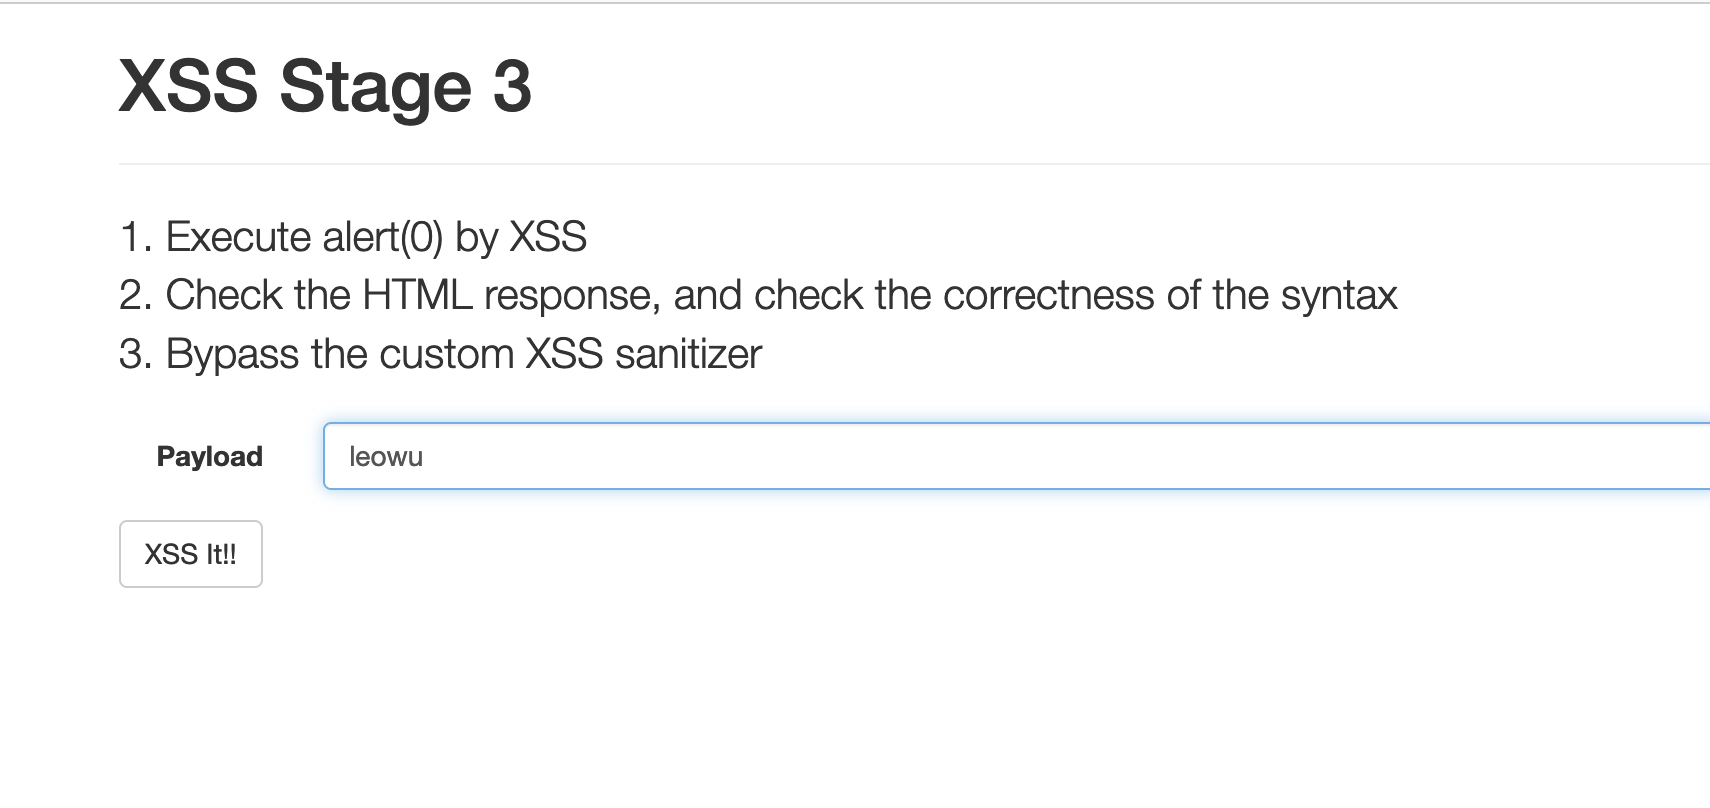 XSS Stage 3
1. Execute alert(0) by XSS
2. Check the HTML response, and check the correctness of the syntax
3. Bypass the custom XSS sanitizer
Payload leowu
XSS It!!